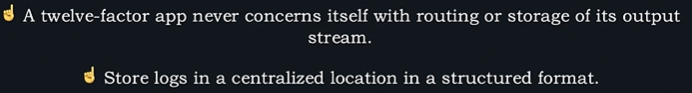 ☝ A twelve-factor app never concerns itself with routing or storage of its output
stream.
☝ Store logs in a centralized location in a structured format.